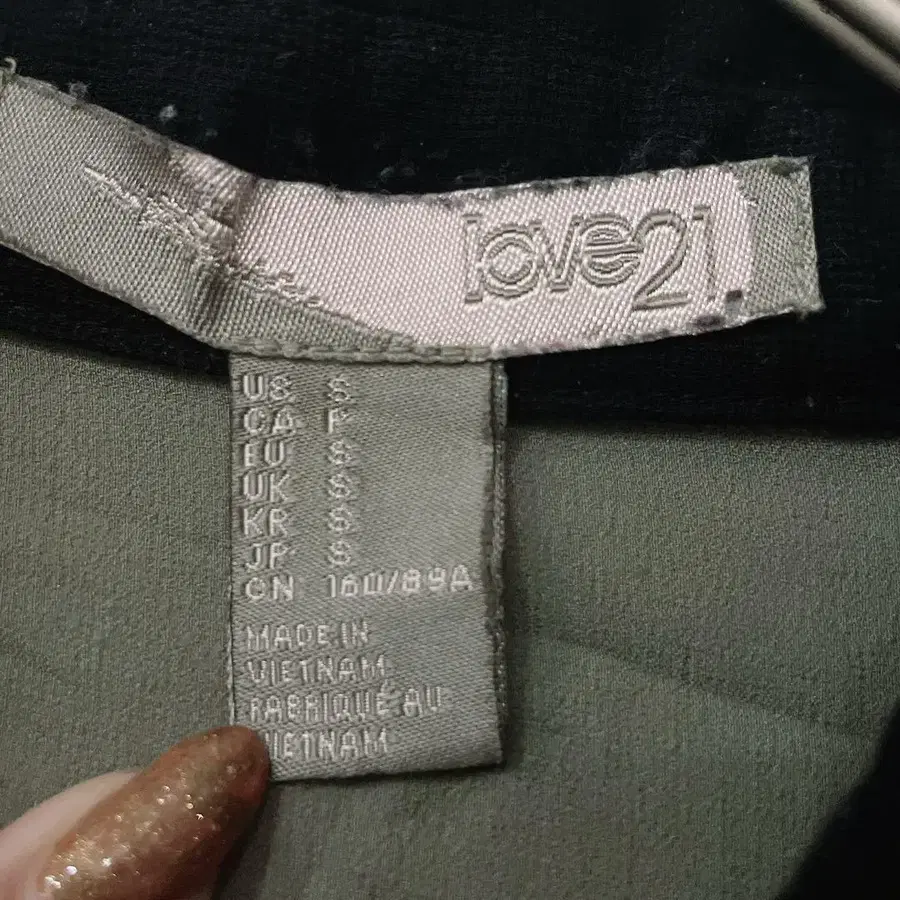 love21
US S
CA P
EU S
UK S
KR S
JP S
CN 160/89A
MADE IN
VIETNAM
FABRIQUÉ AU
VIETNAM